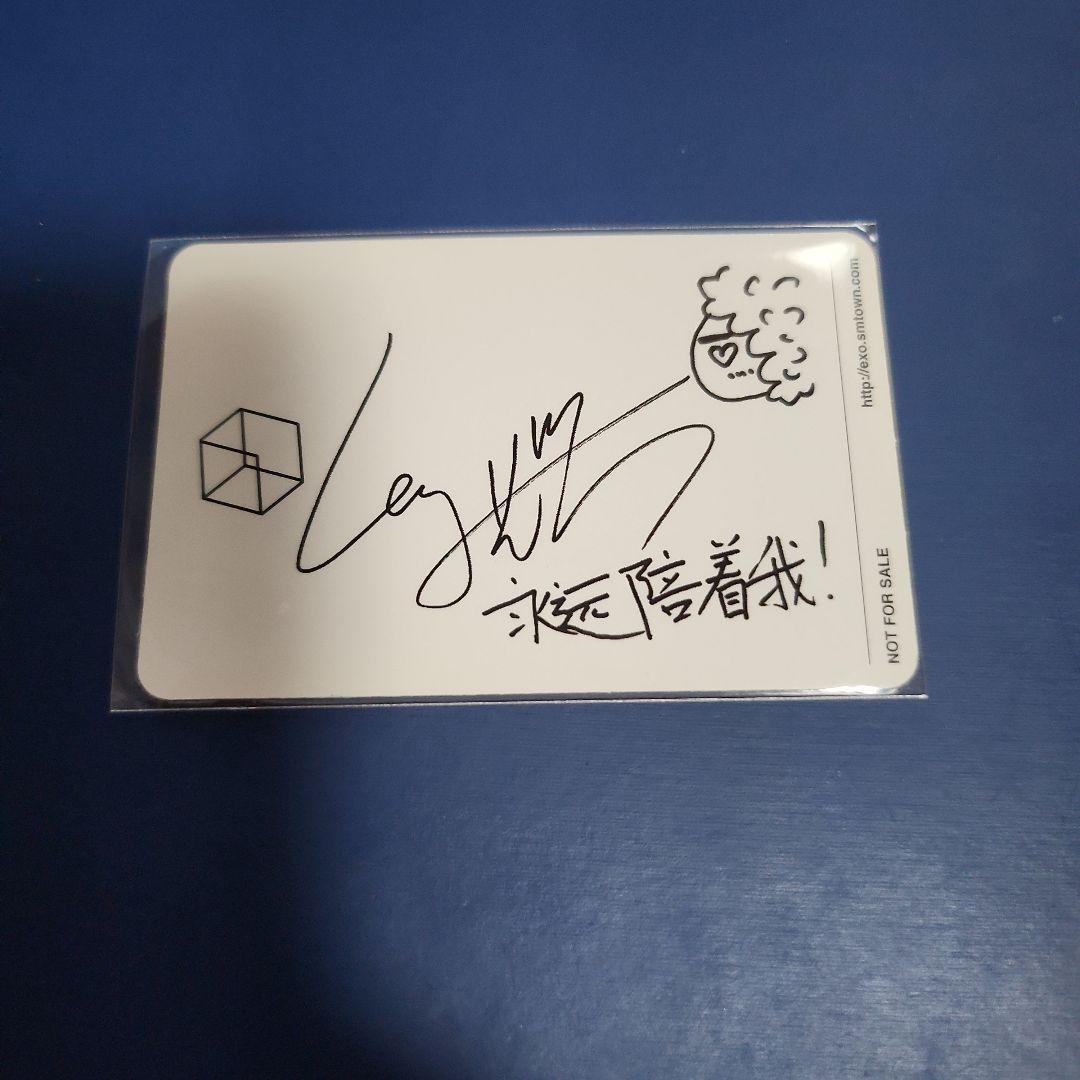 Lay
永远陪着我!
http://exo.smtown.com
NOT FOR SALE